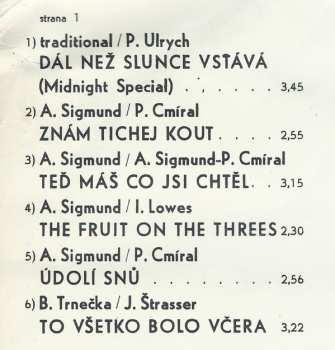 strana 1
1) traditional / P. Ulrych
DÁL NEŽ SLUNCE VSTÁVÁ
(Midnight Special) . . . . . 3,45
2) A. Sigmund / P. Cmíral
ZNÁM TICHEJ KOUT . . . . 2,55
3) A. Sigmund / A. Sigmund-P. Cmíral
TEĎ MÁŠ CO JSI CHTĚL . . 3,15
4) A. Sigmund / I. Lowes
THE FRUIT ON THE THREES 2,30
5) A. Sigmund / P. Cmíral
ÚDOLÍ SNŮ . . . . . . . 2,56
6) B. Trnečka / J. Štrasser
TO VŠETKO BOLO VČERA 3,22